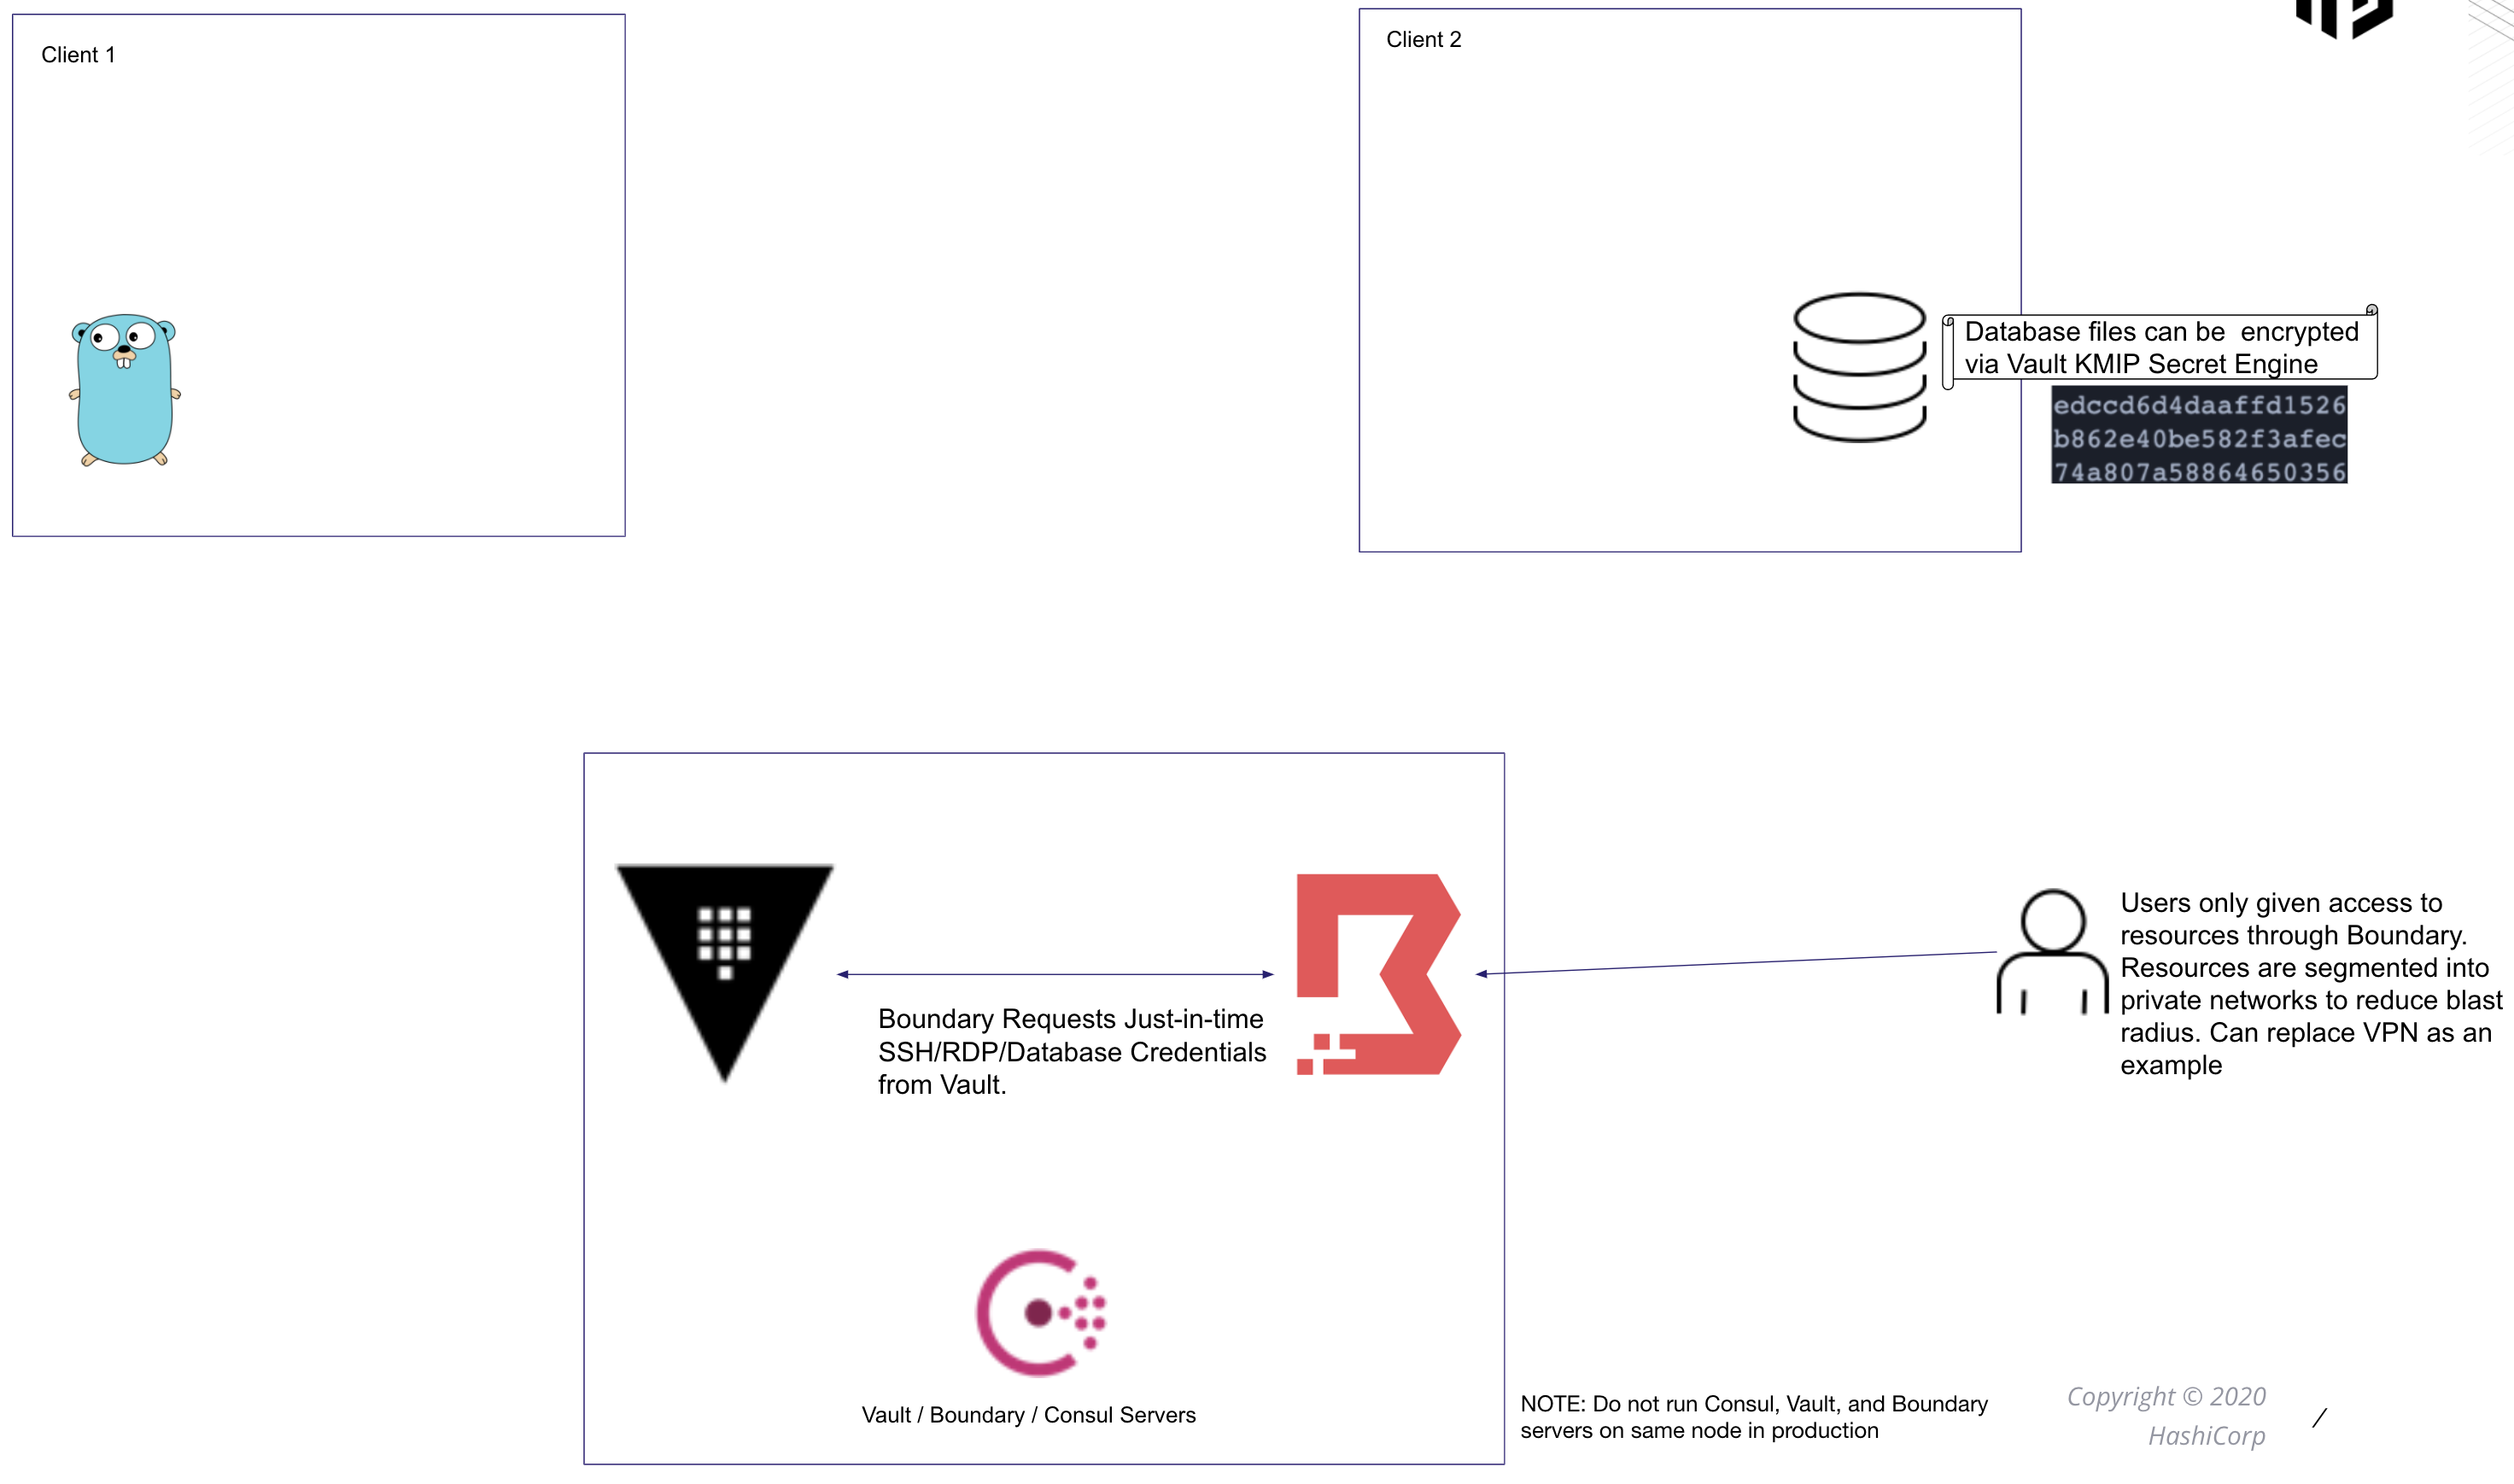 Client 1
Client 2
Database files can be  encrypted
via Vault KMIP Secret Engine
edccd6d4daaffd1526
b862e40be582f3afec
74a807a58864650356
Users only given access to
resources through Boundary.
Resources are segmented into
private networks to reduce blast
radius. Can replace VPN as an
example
Boundary Requests Just-in-time
SSH/RDP/Database Credentials
from Vault.
Vault / Boundary / Consul Servers
NOTE: Do not run Consul, Vault, and Boundary
servers on same node in production
Copyright © 2020
HashiCorp
/